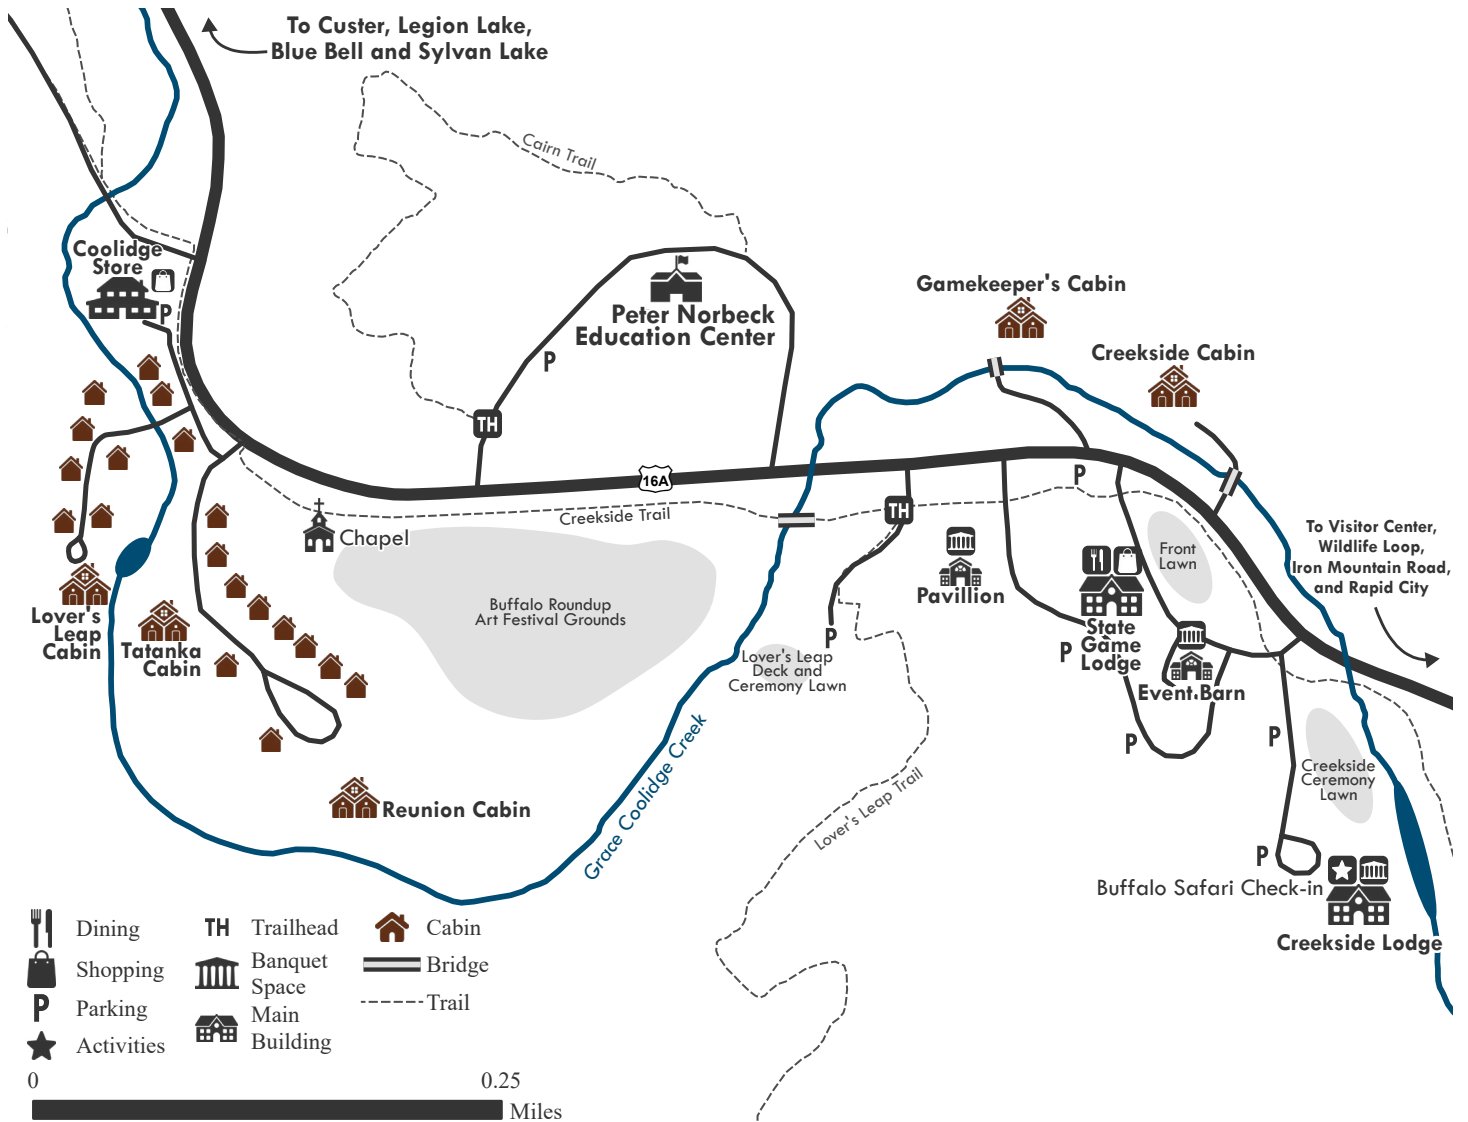 To Custer, Legion Lake,
Blue Bell and Sylvan Lake
Cairn Trail
Coolidge
Store
P
Peter Norbeck
Education Center
P
TH
Gamekeeper's Cabin
Creekside Cabin
16A
P
Creekside Trail
TH
Chapel
Buffalo Roundup
Art Festival Grounds
Pavillion
Front
Lawn
To Visitor Center,
Wildlife Loop,
Iron Mountain Road,
and Rapid City
Lover's
Leap
Cabin
Tatanka
Cabin
P
Lover's Leap
Deck and
Ceremony Lawn
State
Game
Lodge
P
Event Barn
P
P
Creekside
Ceremony
Lawn
Grace Coolidge Creek
Lover's Leap Trail
Reunion Cabin
P
Buffalo Safari Check-in
Creekside Lodge
Dining
Shopping
P Parking
Activities
TH Trailhead
Banquet
Space
Main
Building
Cabin
Bridge
Trail
0 0.25
Miles